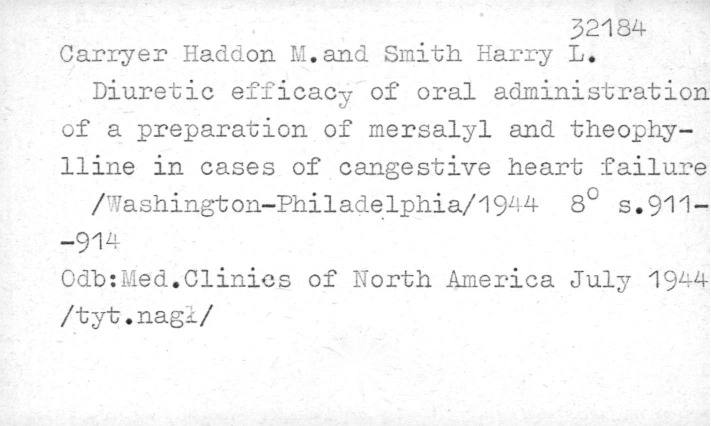 32184
Carryer Haddon M.and Smith Harry L.
Diuretic efficacy of oral administration
of a preparation of mersalyl and theophy-
lline in cases of cangestive heart failure
/Washington-Philadelphia/1944 8° s.911-
-914
Odb:Med.Clinics of North America July 1944
/tyt.nagł/